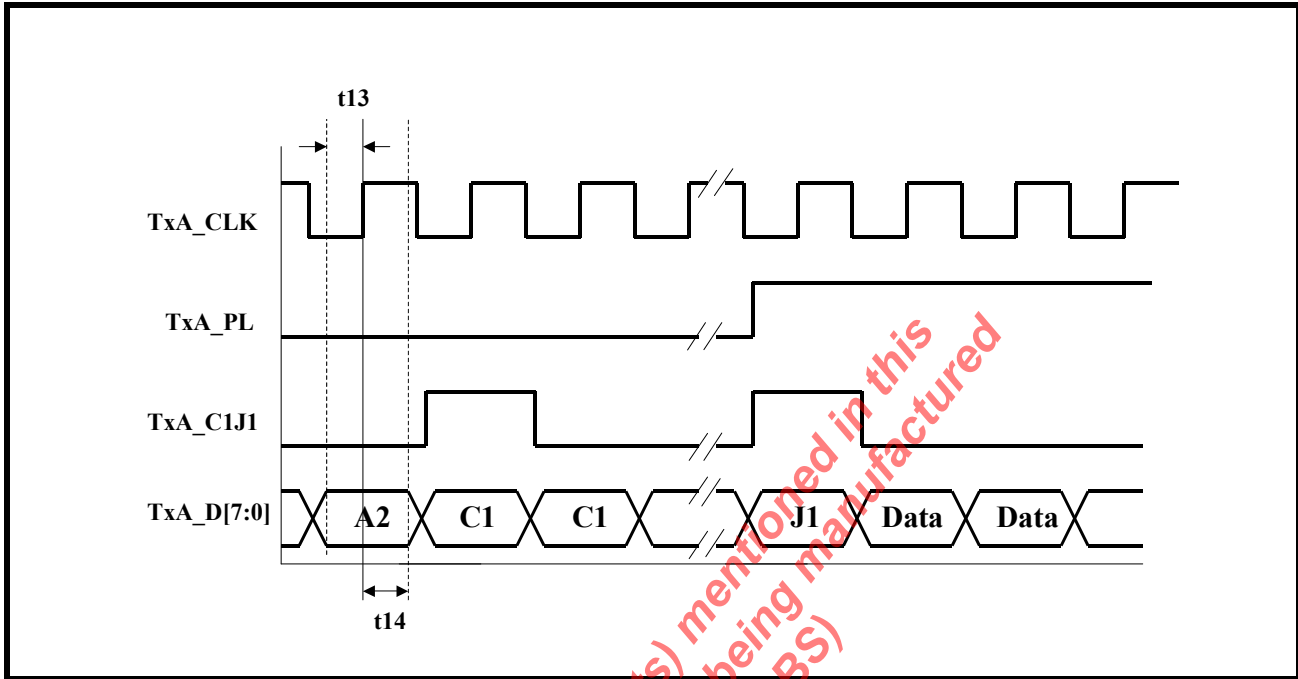 t13
TxA_CLK
TxA_PL
TxA_C1J1
TxA_D[7:0]
A2
C1
C1
J1
Data
Data
t14
mentioned in this
being manufactured